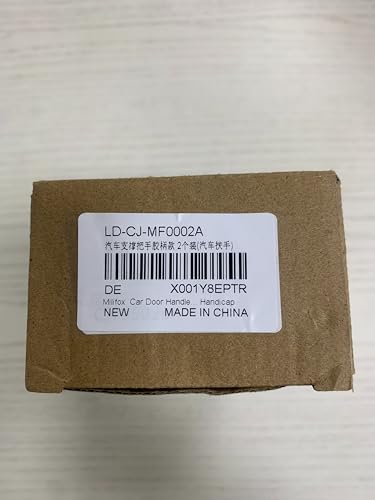 LD-CJ-MF0002A
汽车支撑把手胶柄款 2个装(汽车扶手)
DE X001Y8EPTR
Milifox Car Door Handle... Handicap
NEW MADE IN CHINA